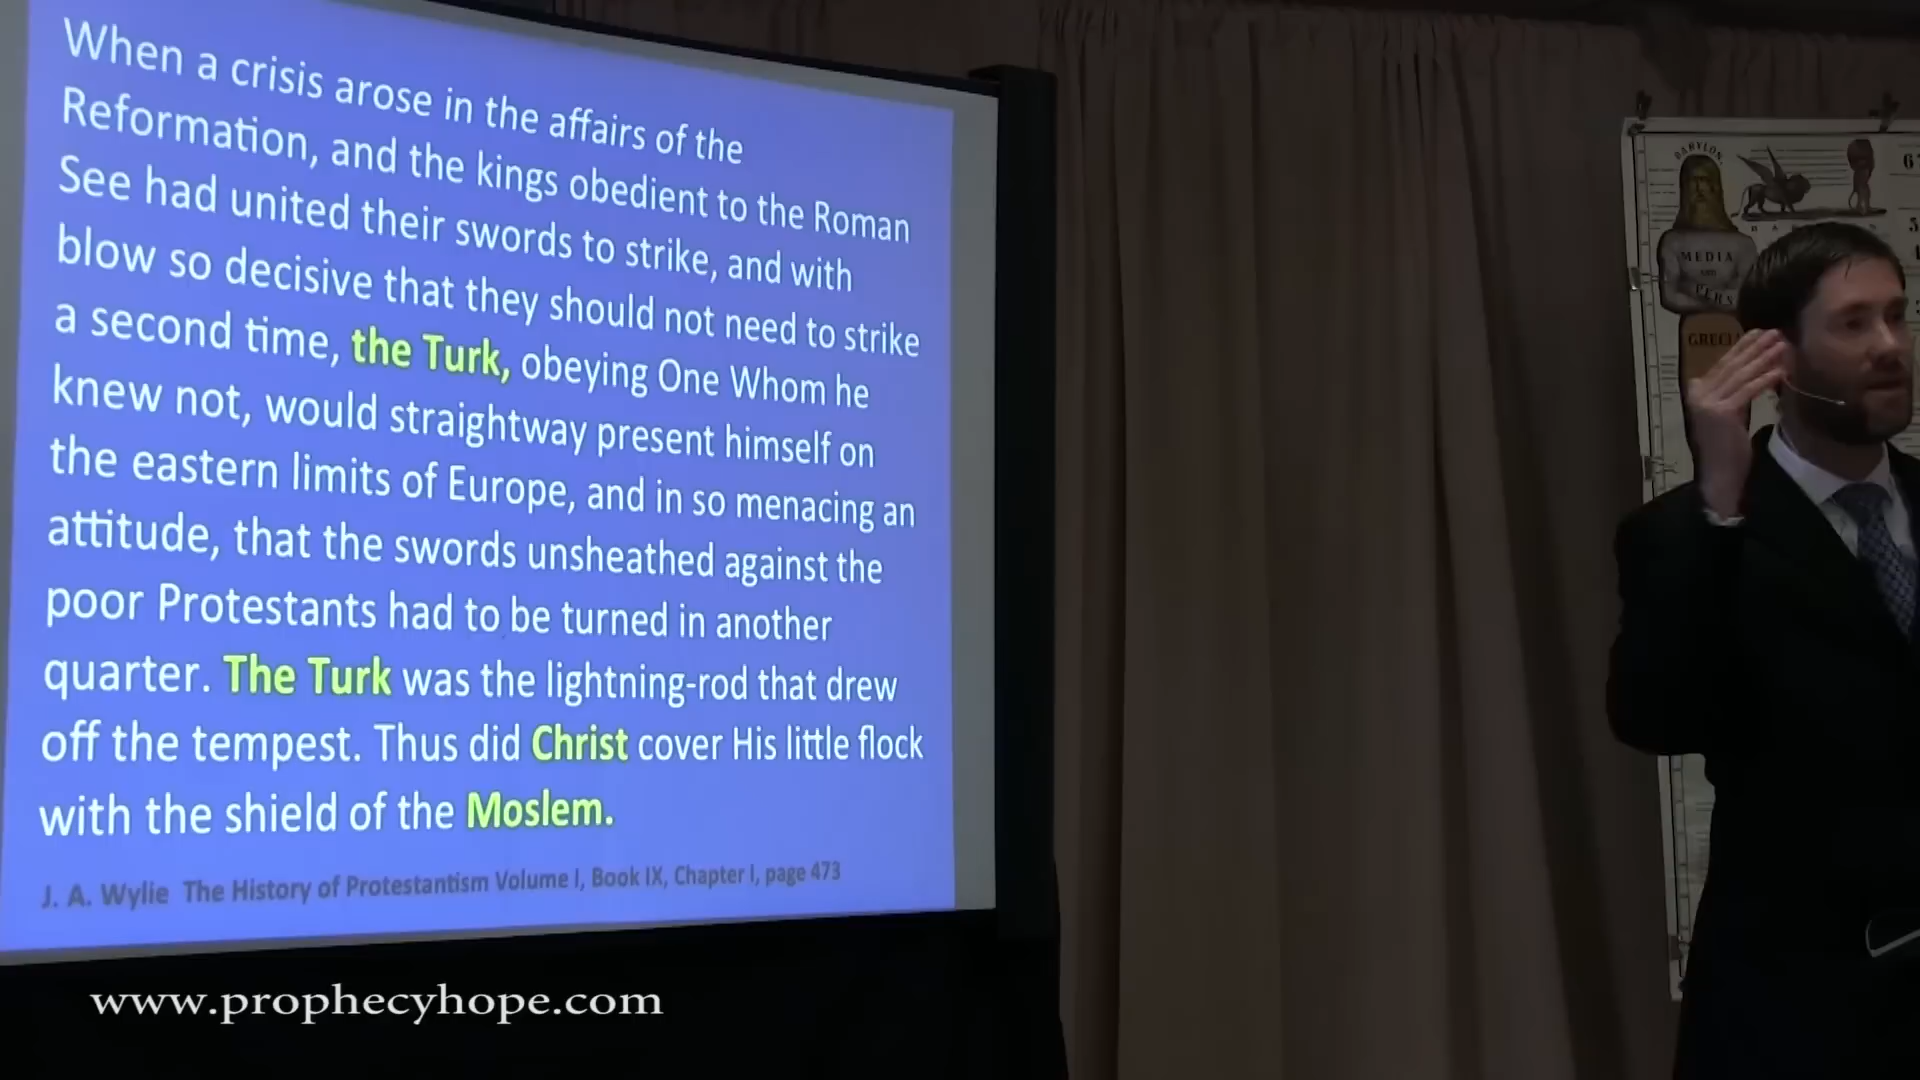 When a crisis arose in the affairs of the
Reformation, and the kings obedient to the Roman
See had united their swords to strike, and with
blow so decisive that they should not need to strike
a second time, the Turk, obeying One Whom he
knew not, would straightway present himself on
the eastern limits of Europe, and in so menacing an
attitude, that the swords unsheathed against the
poor Protestants had to be turned in another
quarter. The Turk was the lightning-rod that drew
off the tempest. Thus did Christ cover His little flock
with the shield of the Moslem.
J. A. Wylie The History of Protestantism Volume I, Book IX, Chapter I, page 473
www.prophecyhope.com
BABYLON.
MEDIA
AND
PERS
GREECI